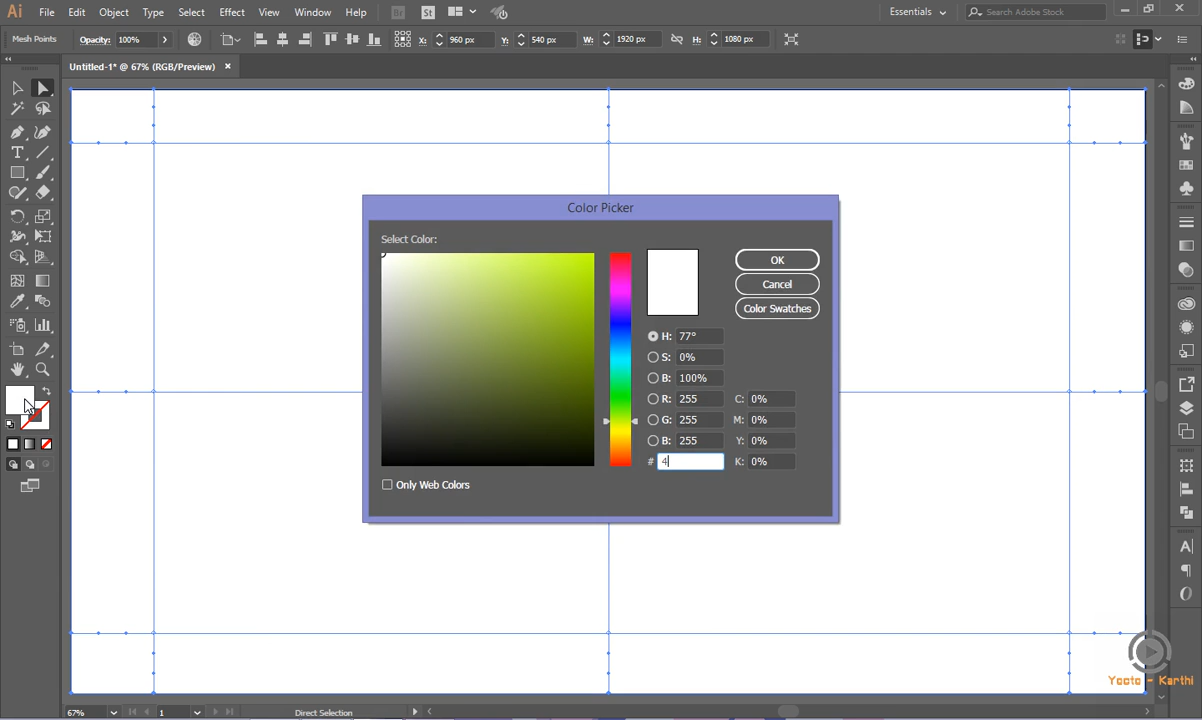 Ai File Edit Object Type Select Effect View Window Help Br St Essentials Search Adobe Stock
Mesh Points Opacity: 100% X: 960 px Y: 540 px W: 1920 px H: 1080 px
Untitled-1* @ 67% (RGB/Preview)
Color Picker
Select Color:
OK
Cancel
Color Swatches
H: 77°
S: 0%
B: 100%
R: 255 C: 0%
G: 255 M: 0%
B: 255 Y: 0%
# 4 K: 0%
Only Web Colors
Yooto - Karthi
67% 1 Direct Selection